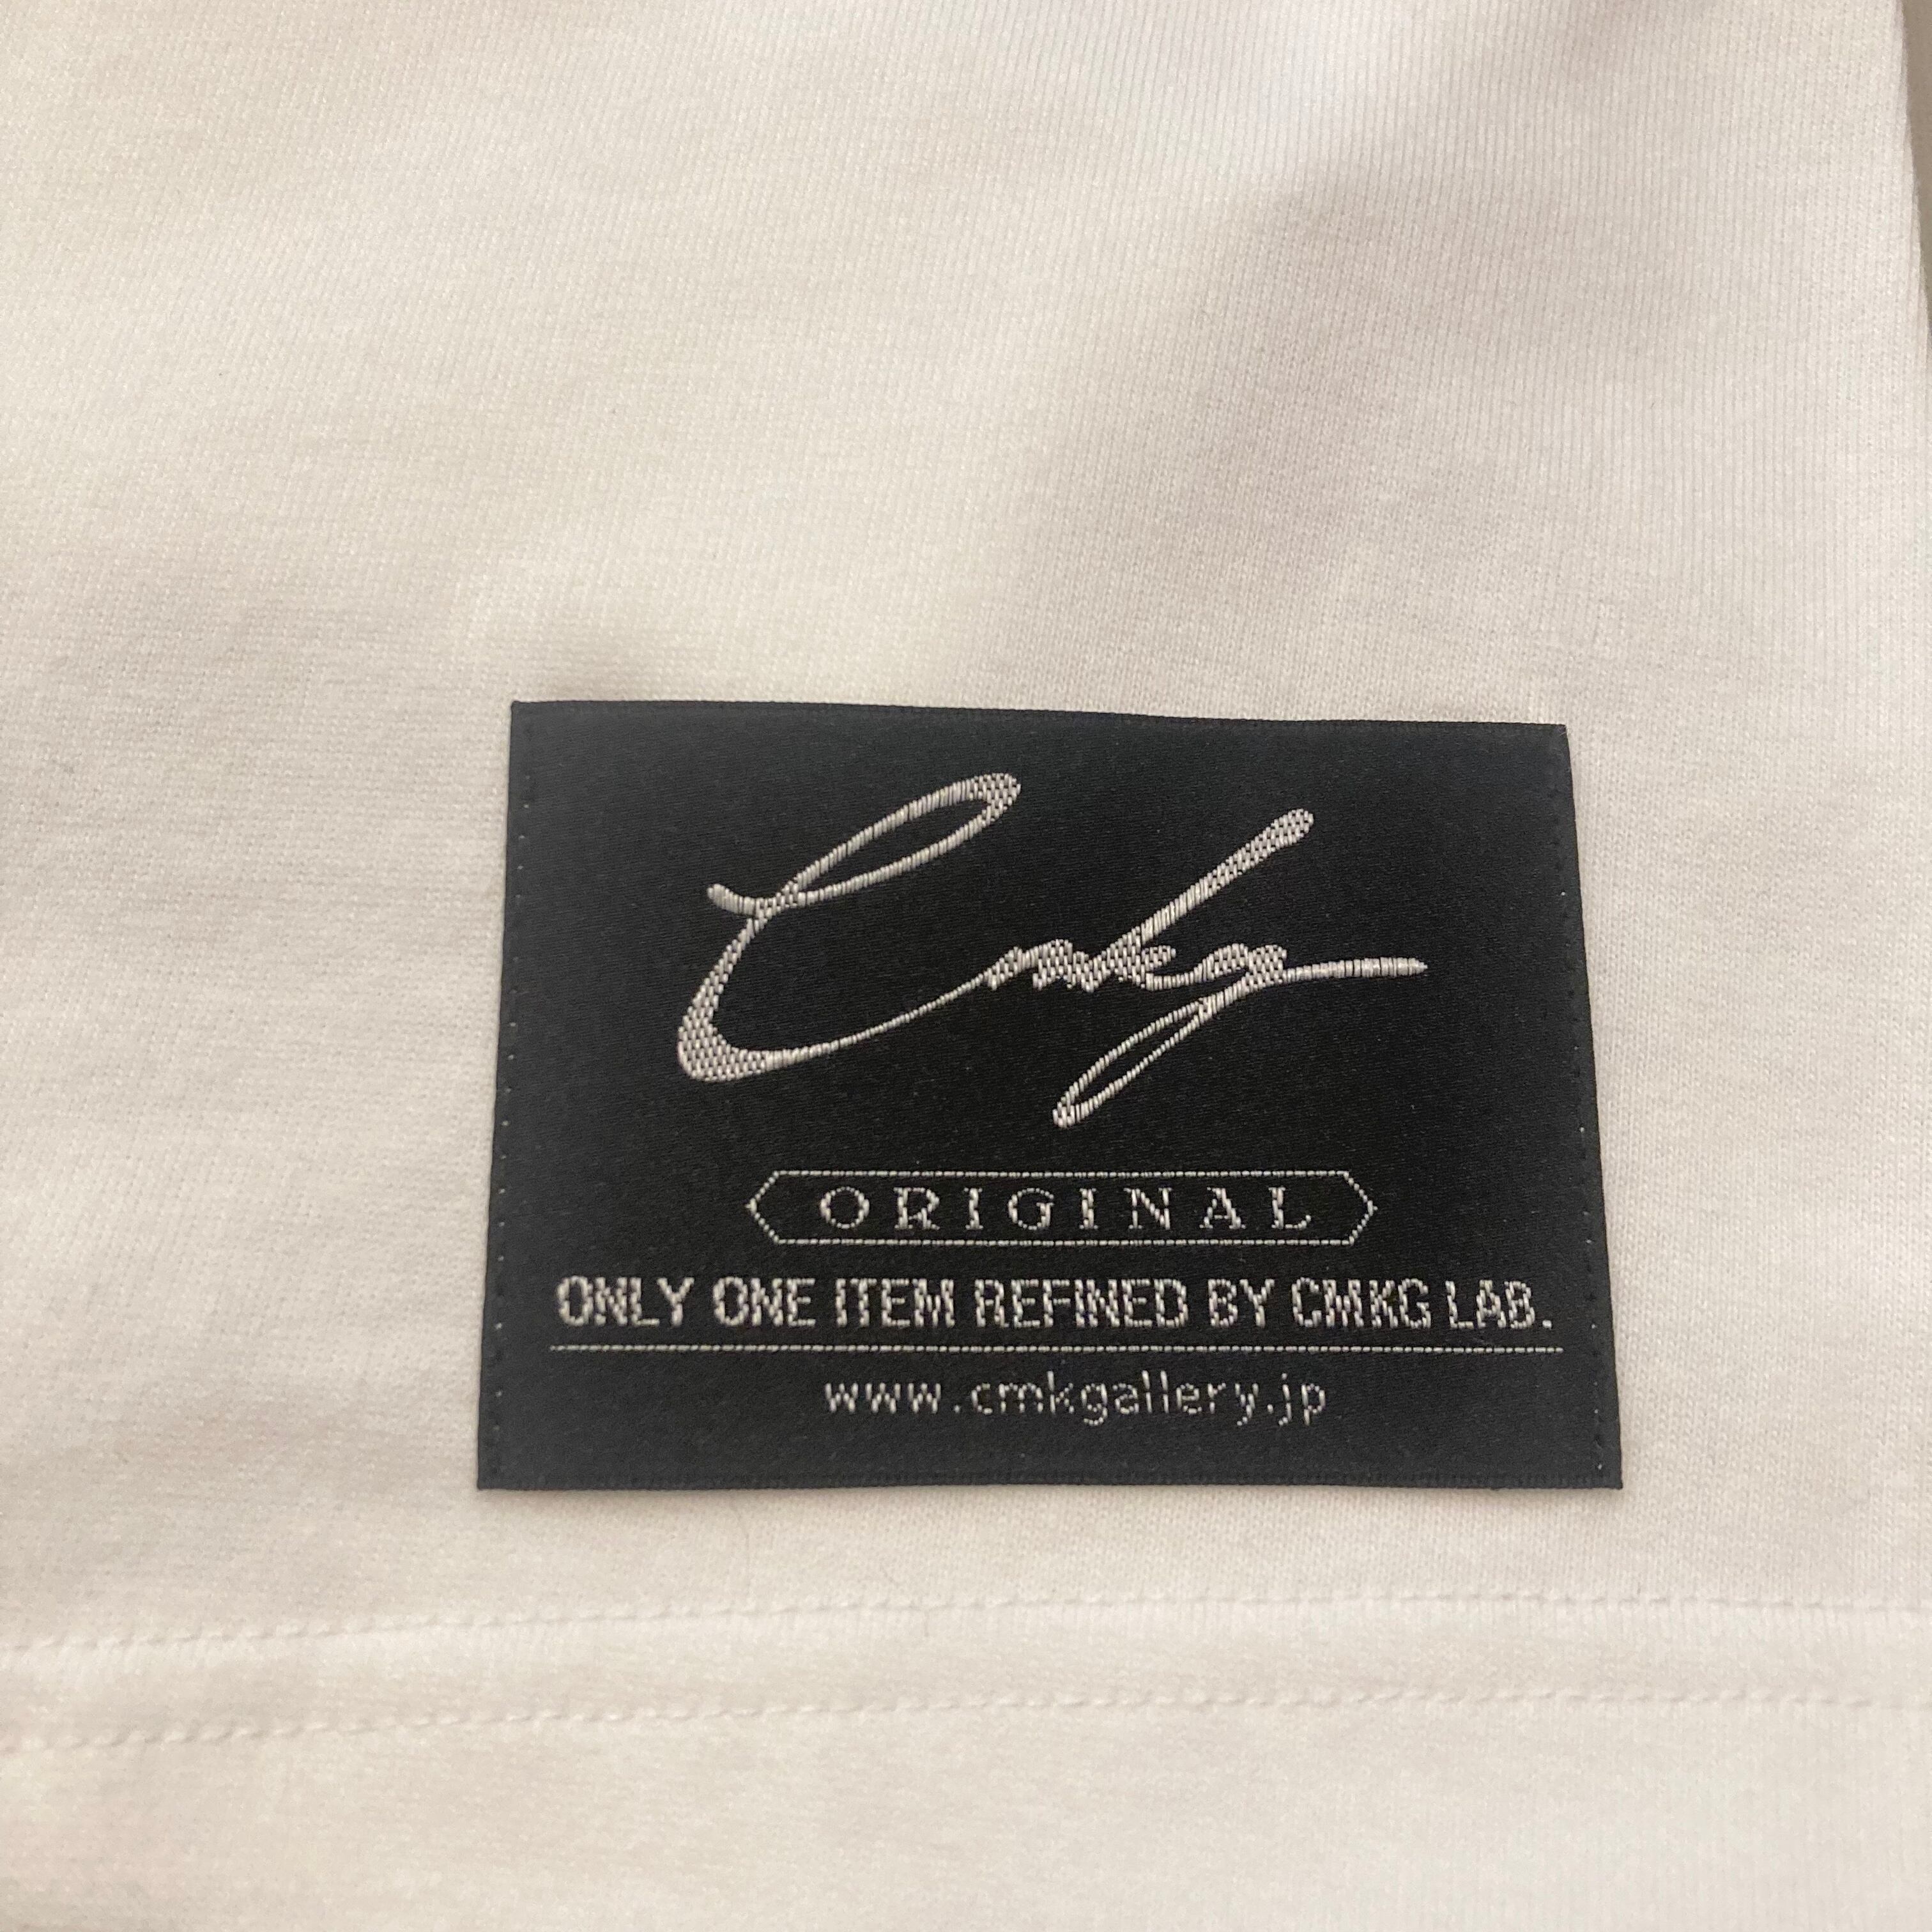 Cmkg
ORIGINAL
ONLY ONE ITEM REFINED BY CMKG LAB.
www.cmkgallery.jp